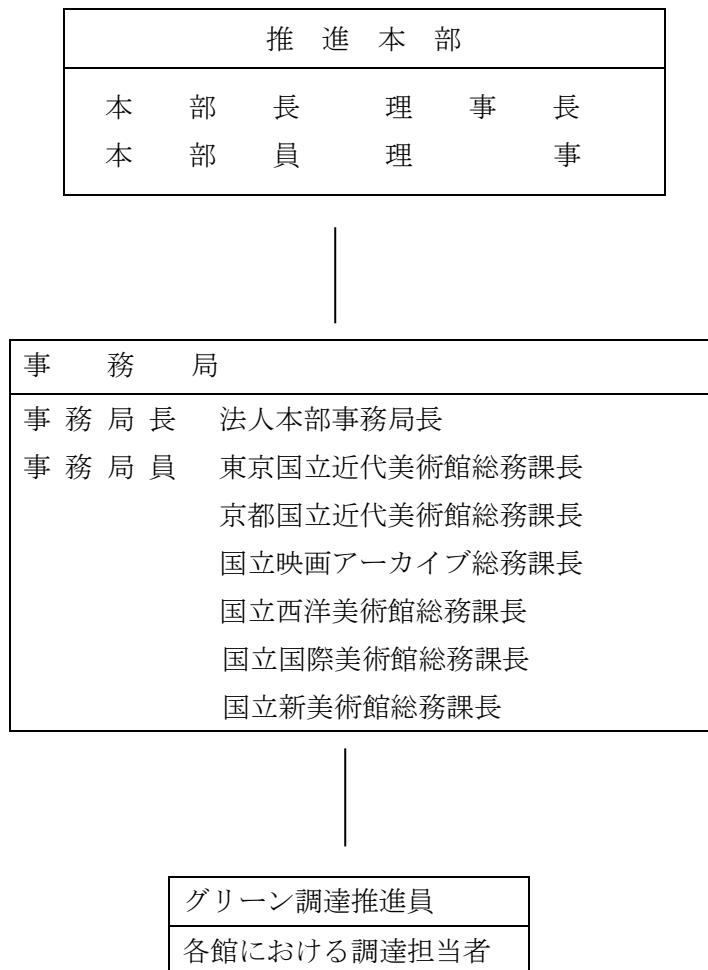 推進本部
本部長 理事長
本部員 理事
事務局
事務局長 法人本部事務局長
事務局員 東京国立近代美術館総務課長
京都国立近代美術館総務課長
国立映画アーカイブ総務課長
国立西洋美術館総務課長
国立国際美術館総務課長
国立新美術館総務課長
グリーン調達推進員
各館における調達担当者